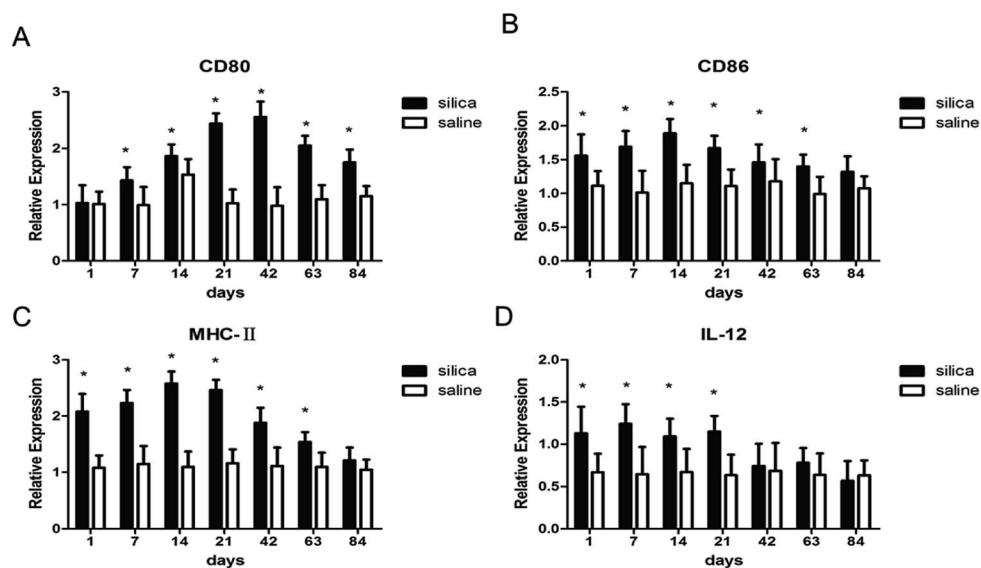 A
CD80
Relative Expression
3
2
1
0
* * * * * *
1 7 14 21 42 63 84
days
silica
saline
B
CD86
Relative Expression
2.5
2.0
1.5
1.0
0.5
0.0
* * * * * *
1 7 14 21 42 63 84
days
silica
saline
C
MHC-Ⅱ
Relative Expression
3
2
1
0
* * * * * *
1 7 14 21 42 63 84
days
silica
saline
D
IL-12
Relative Expression
2.0
1.5
1.0
0.5
0.0
* * * *
1 7 14 21 42 63 84
days
silica
saline